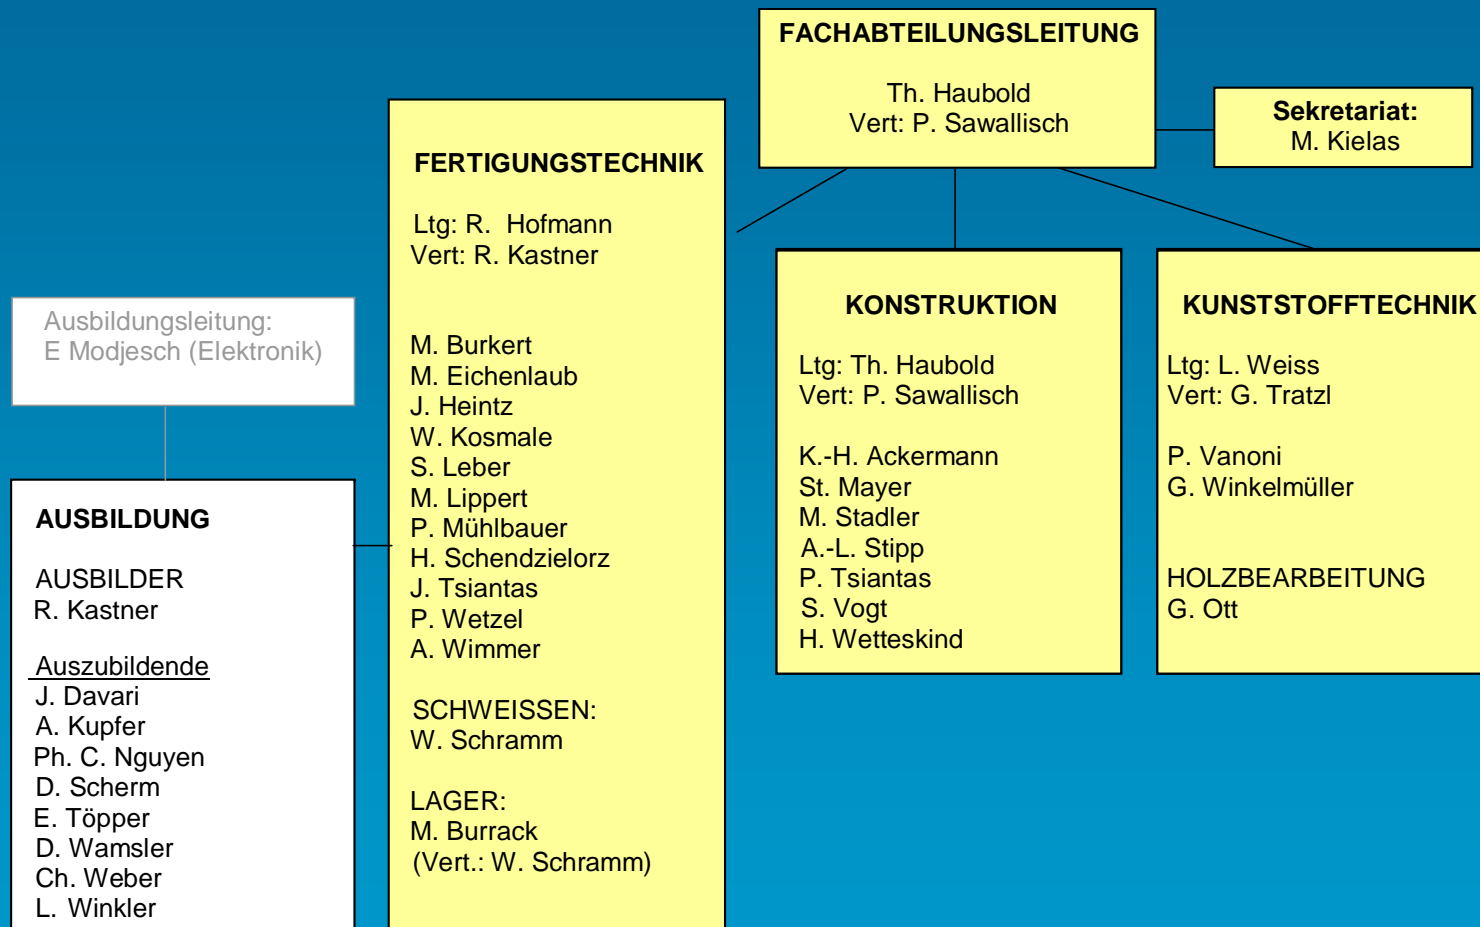 FACHABTEILUNGSLEITUNG
Th. Haubold
Vert: P. Sawallisch
Sekretariat:
M. Kielas
FERTIGUNGSTECHNIK
Ltg: R. Hofmann
Vert: R. Kastner
M. Burkert
M. Eichenlaub
J. Heintz
W. Kosmale
S. Leber
M. Lippert
P. Mühlbauer
H. Schendzielorz
J. Tsiantas
P. Wetzel
A. Wimmer
SCHWEISSEN:
W. Schramm
LAGER:
M. Burrack
(Vert.: W. Schramm)
KONSTRUKTION
Ltg: Th. Haubold
Vert: P. Sawallisch
K.-H. Ackermann
St. Mayer
M. Stadler
A.-L. Stipp
P. Tsiantas
S. Vogt
H. Wetteskind
KUNSTSTOFFTECHNIK
Ltg: L. Weiss
Vert: G. Tratzl
P. Vanoni
G. Winkelmüller
HOLZBEARBEITUNG
G. Ott
Ausbildungsleitung:
E Modjesch (Elektronik)
AUSBILDUNG
AUSBILDER
R. Kastner
Auszubildende
J. Davari
A. Kupfer
Ph. C. Nguyen
D. Scherm
E. Töpper
D. Wamsler
Ch. Weber
L. Winkler